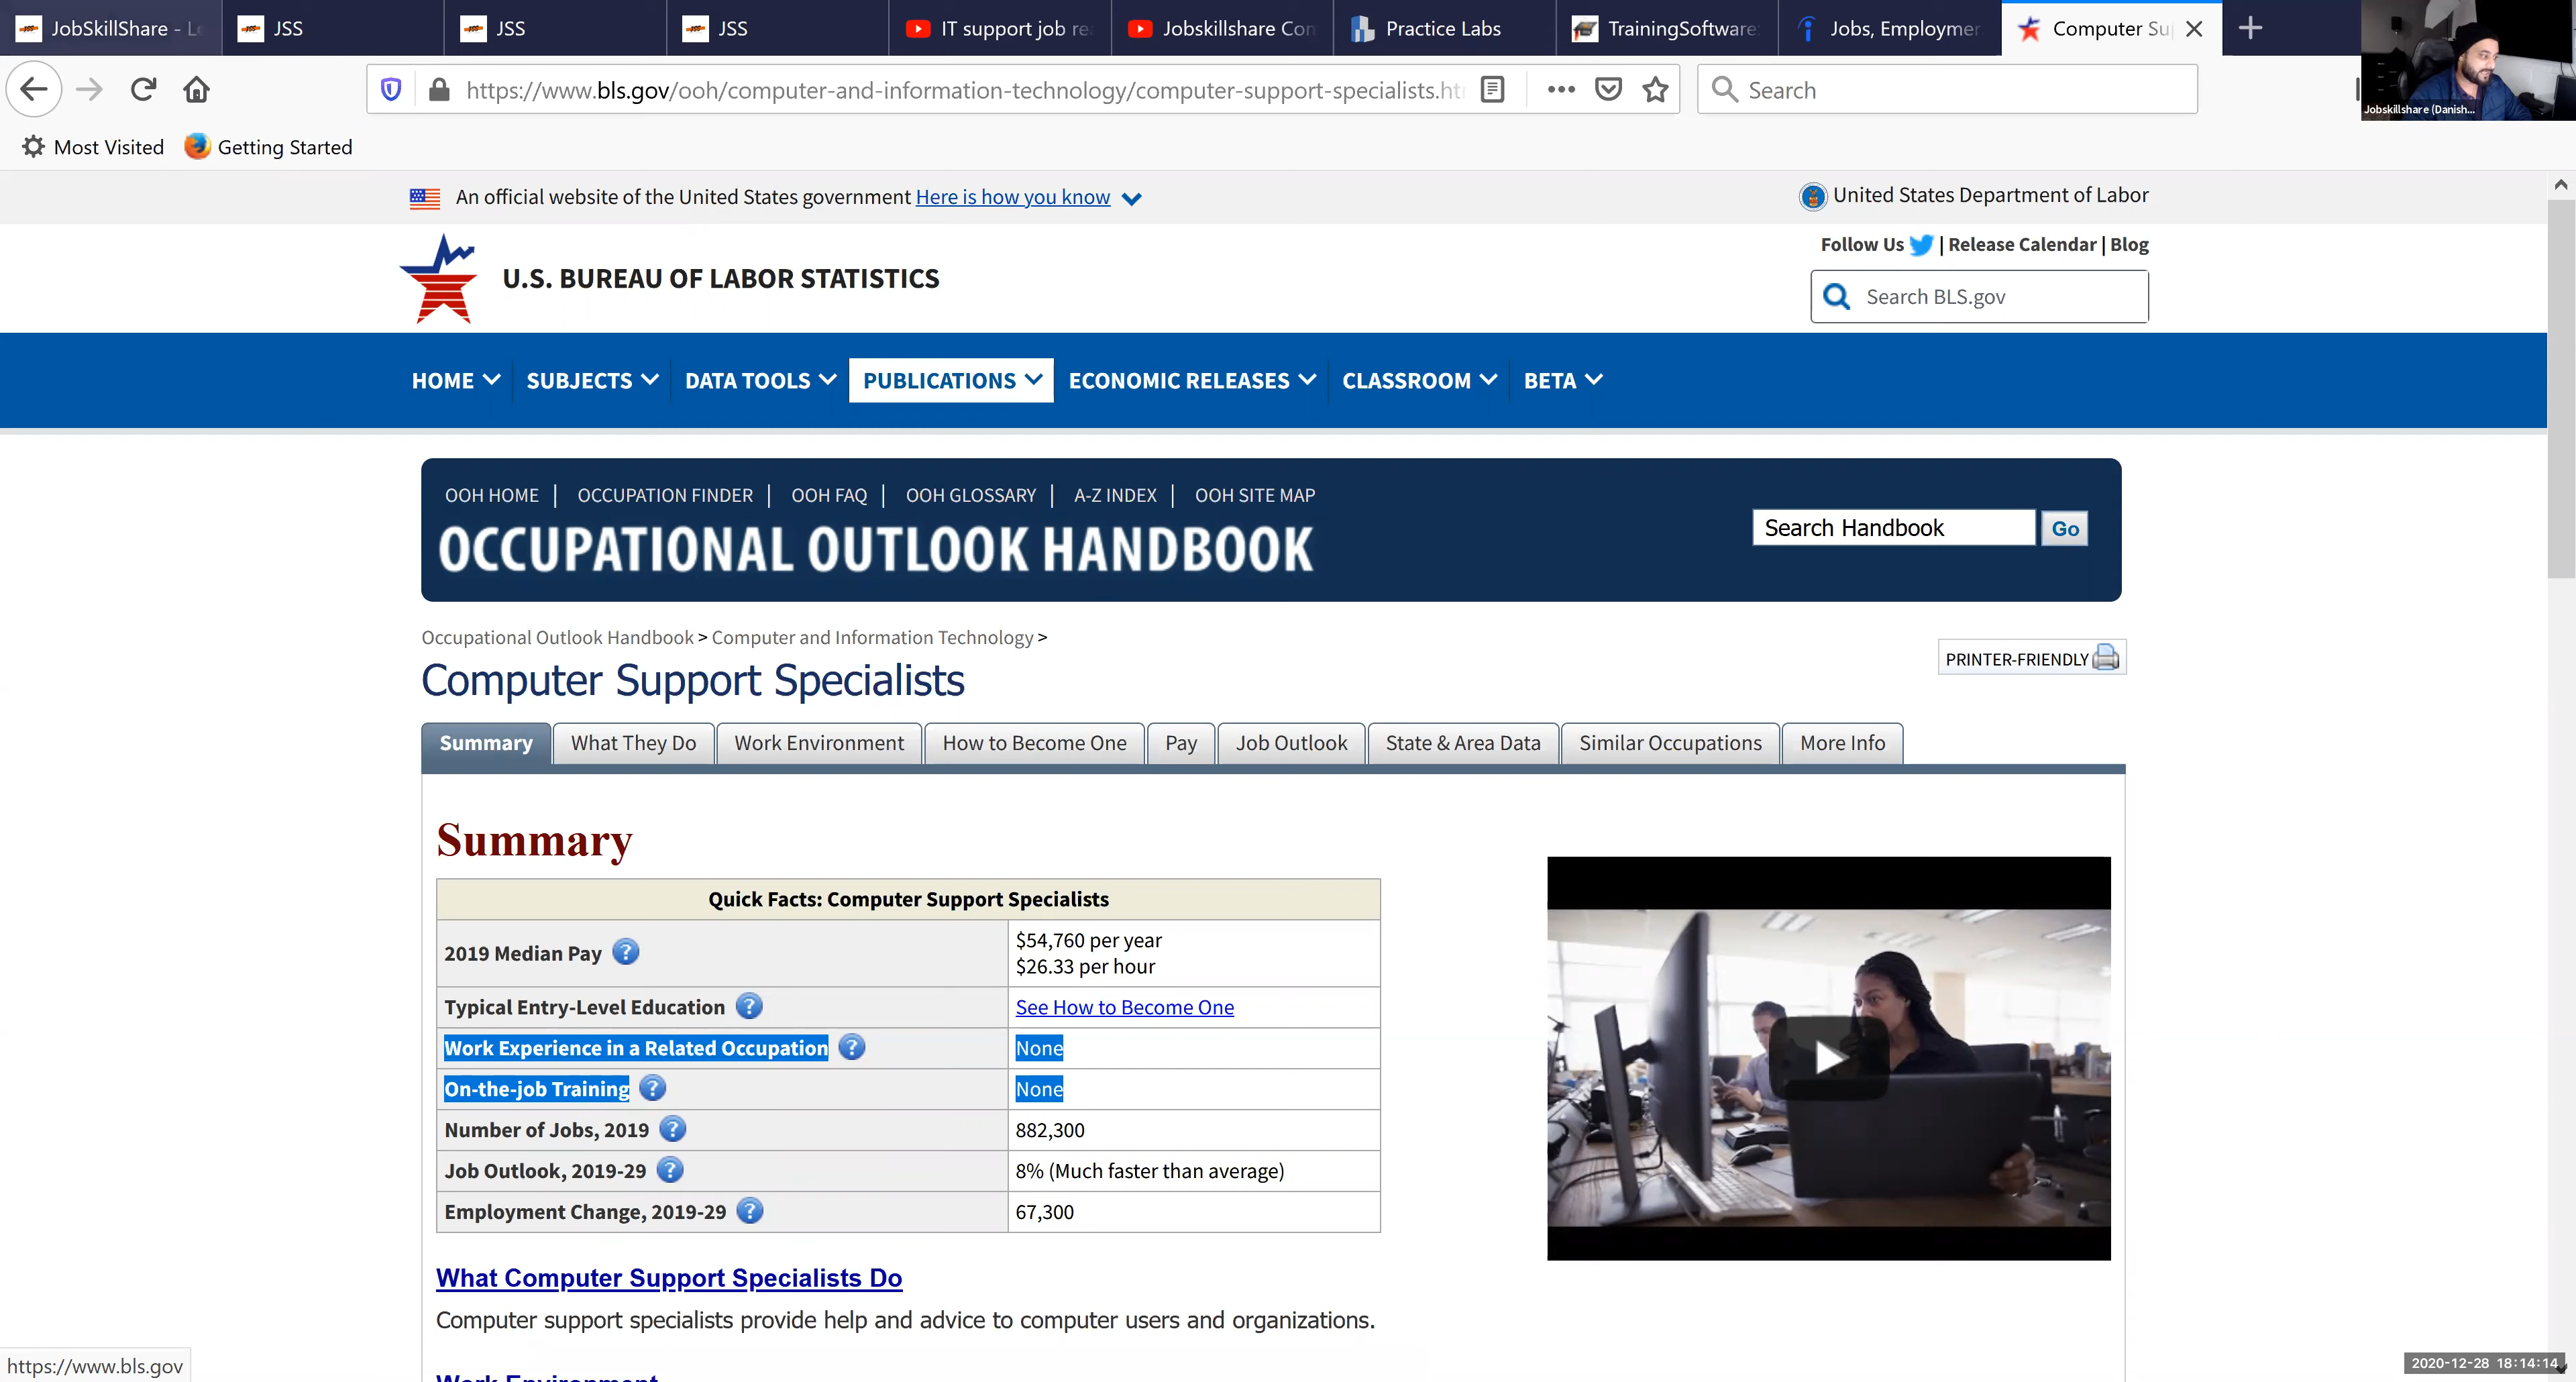 JobSkillShare - Le
JSS
JSS
JSS
IT support job re
Jobskillshare Con
Practice Labs
TrainingSoftware
Jobs, Employmen
Computer Su
Jobskillshare (Danish...
https://www.bls.gov/ooh/computer-and-information-technology/computer-support-specialists.ht
Search
Most Visited
Getting Started
An official website of the United States government Here is how you know
United States Department of Labor
Follow Us | Release Calendar | Blog
U.S. BUREAU OF LABOR STATISTICS
Search BLS.gov
HOME SUBJECTS DATA TOOLS PUBLICATIONS ECONOMIC RELEASES CLASSROOM BETA
OOH HOME | OCCUPATION FINDER | OOH FAQ | OOH GLOSSARY | A-Z INDEX | OOH SITE MAP
OCCUPATIONAL OUTLOOK HANDBOOK
Search Handbook Go
Occupational Outlook Handbook > Computer and Information Technology >
PRINTER-FRIENDLY
Computer Support Specialists
Summary What They Do Work Environment How to Become One Pay Job Outlook State & Area Data Similar Occupations More Info
Summary
Quick Facts: Computer Support Specialists
2019 Median Pay ? $54,760 per year
$26.33 per hour
Typical Entry-Level Education ? See How to Become One
Work Experience in a Related Occupation ? None
On-the-job Training ? None
Number of Jobs, 2019 ? 882,300
Job Outlook, 2019-29 ? 8% (Much faster than average)
Employment Change, 2019-29 ? 67,300
What Computer Support Specialists Do
Computer support specialists provide help and advice to computer users and organizations.
Work Environment
https://www.bls.gov
2020-12-28 18:14:14